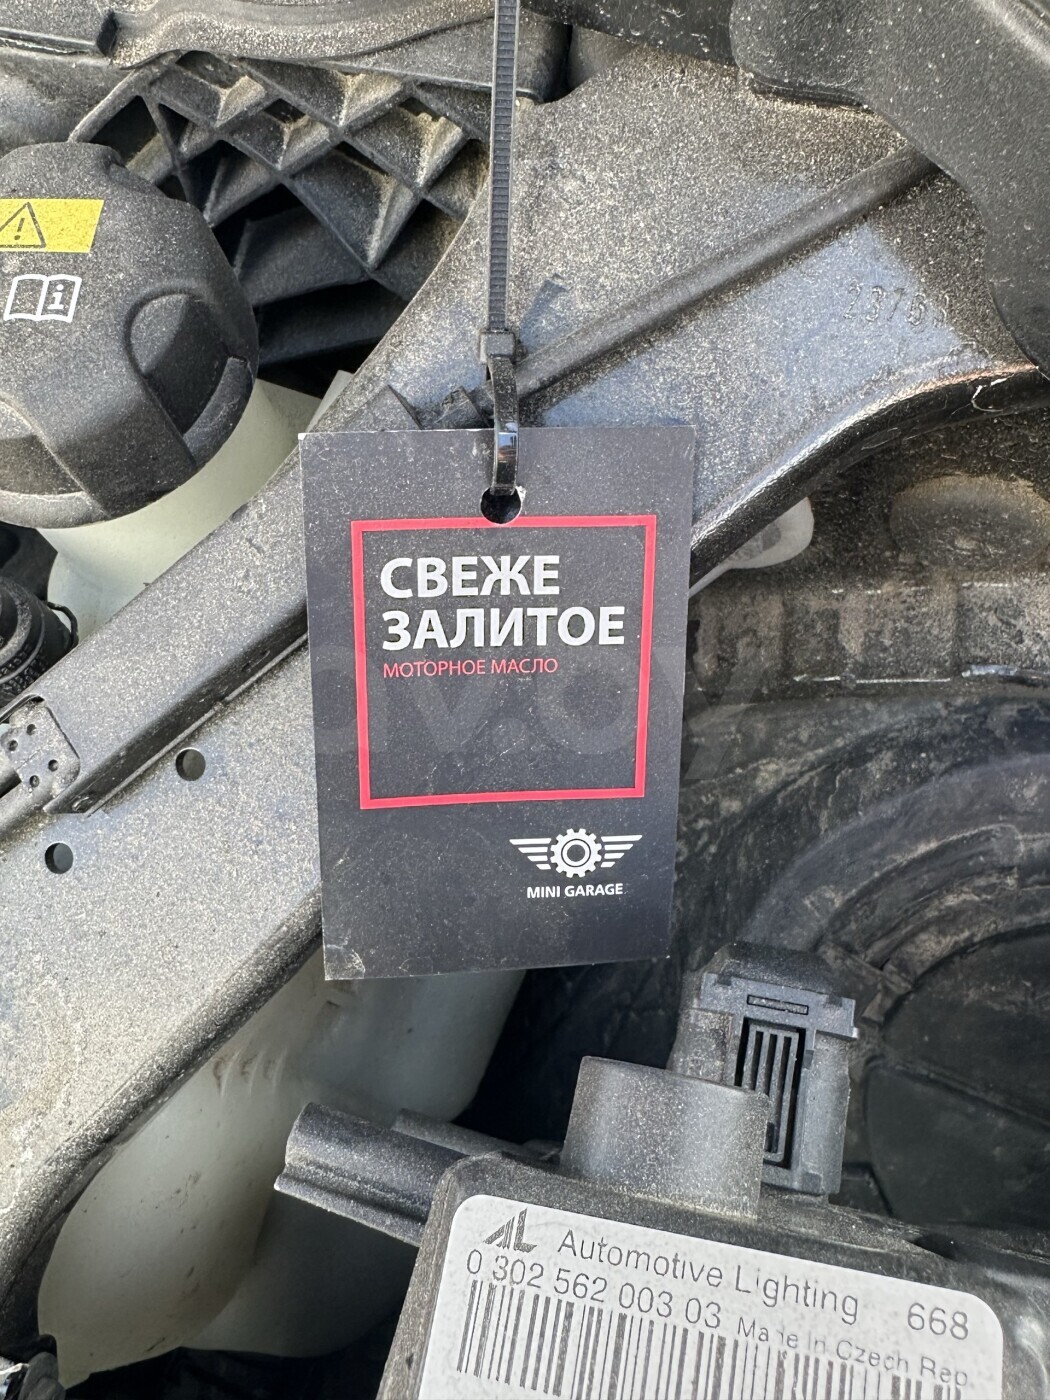 СВЕЖЕ
ЗАЛИТОЕ
МОТОРНОЕ МАСЛО
MINI GARAGE
AL Automotive Lighting 668
0 302 562 003 03 Made In Czech Rep